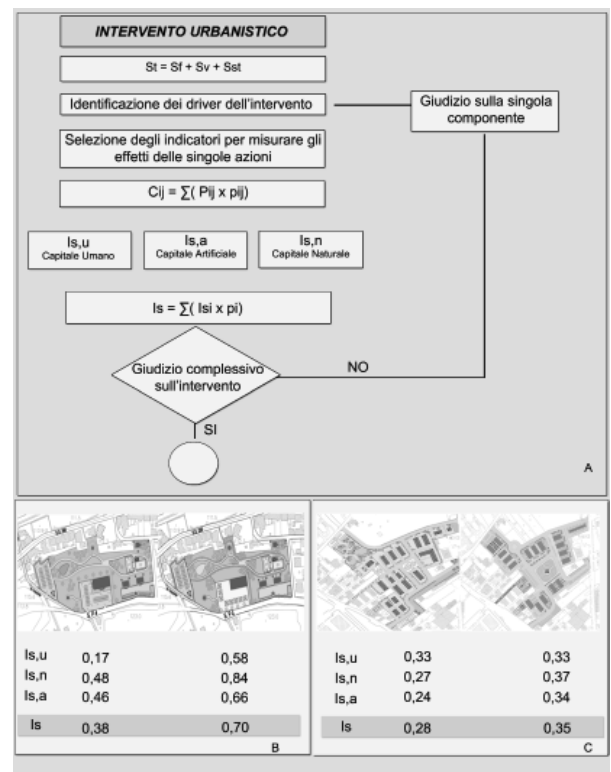 INTERVENTO URBANISTICO
St = Sf + Sv + Sst
Identificazione dei driver dell'intervento
Giudizio sulla singola
componente
Selezione degli indicatori per misurare gli
effetti delle singole azioni
Cij = ∑( Pij x pij)
Is,u
Capitale Umano
Is,a
Capitale Artificiale
Is,n
Capitale Naturale
Is = ∑( Isi x pi)
Giudizio complessivo
sull'intervento
NO
SI
A
Is,u 0,17 0,58
Is,n 0,48 0,84
Is,a 0,46 0,66
Is 0,38 0,70
B
Is,u 0,33 0,33
Is,n 0,27 0,37
Is,a 0,24 0,34
Is 0,28 0,35
C